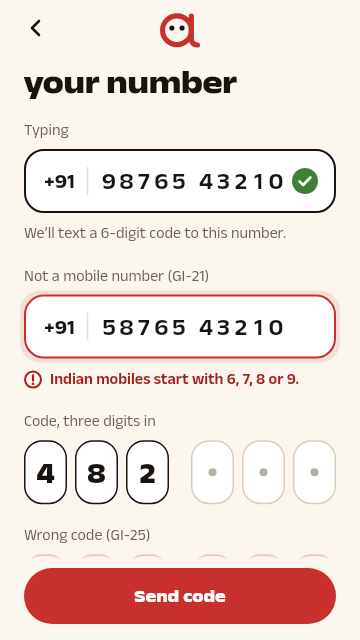 your number
Typing
+91 98765 43210
We’ll text a 6-digit code to this number.
Not a mobile number (GI-21)
+91 58765 43210
Indian mobiles start with 6, 7, 8 or 9.
Code, three digits in
4 8 2
Wrong code (GI-25)
Send code